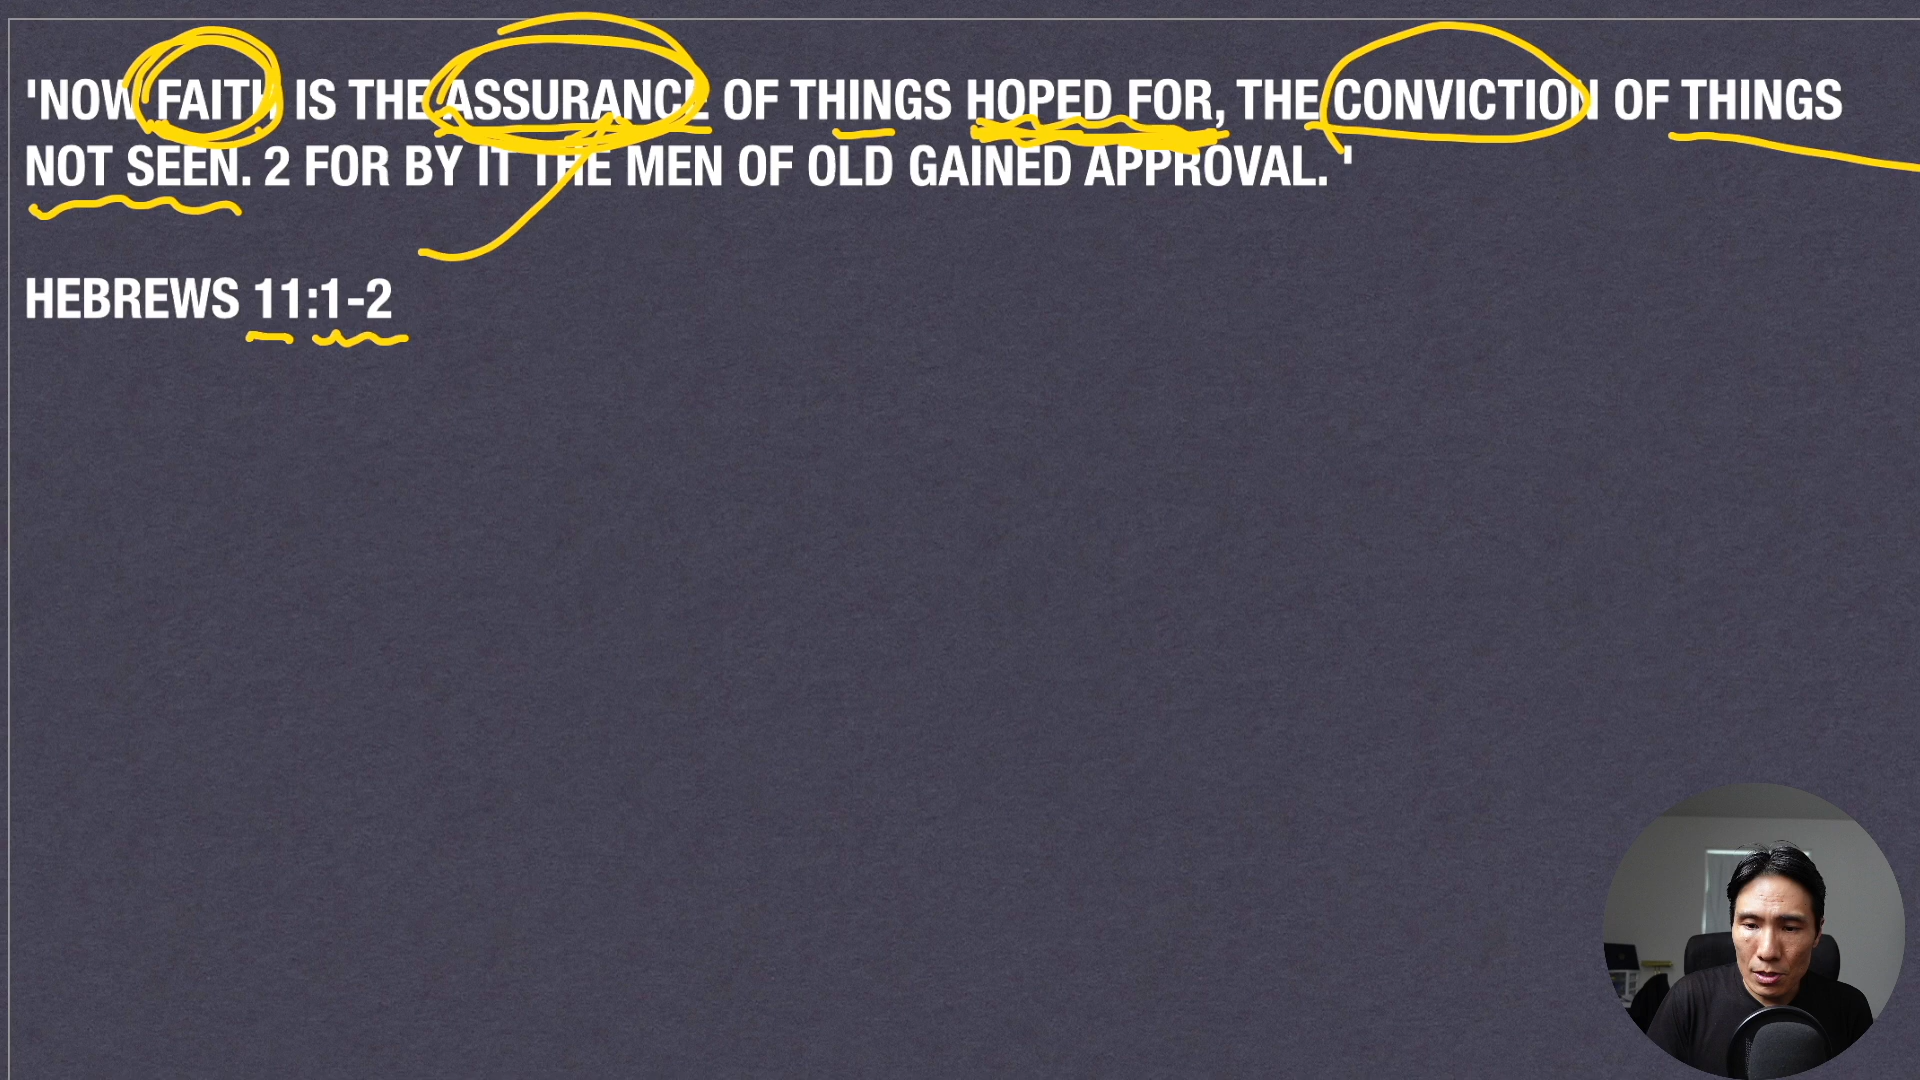 'NOW FAITH IS THE ASSURANCE OF THINGS HOPED FOR, THE CONVICTION OF THINGS
NOT SEEN. 2 FOR BY IT THE MEN OF OLD GAINED APPROVAL. '
HEBREWS 11:1-2